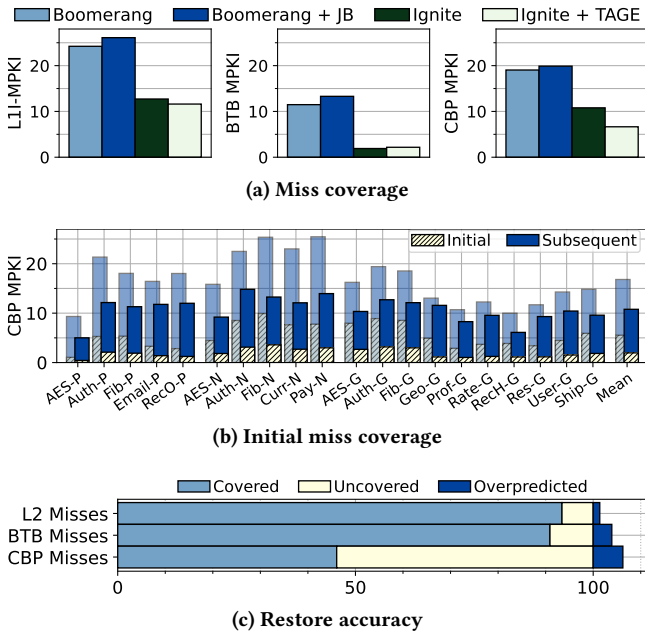 Boomerang Boomerang + JB Ignite Ignite + TAGE
L1I-MPKI
20
10
0
BTB MPKI
20
10
0
CBP MPKI
20
10
0
(a) Miss coverage
CBP MPKI
20
10
0
Initial Subsequent
AES-P Auth-P Fib-P Email-P RecO-P AES-N Auth-N Fib-N Curr-N Pay-N AES-G Auth-G Fib-G Geo-G Prof-G Rate-G RecH-G Res-G User-G Ship-G Mean
(b) Initial miss coverage
Covered Uncovered Overpredicted
L2 Misses
BTB Misses
CBP Misses
0 50 100
(c) Restore accuracy